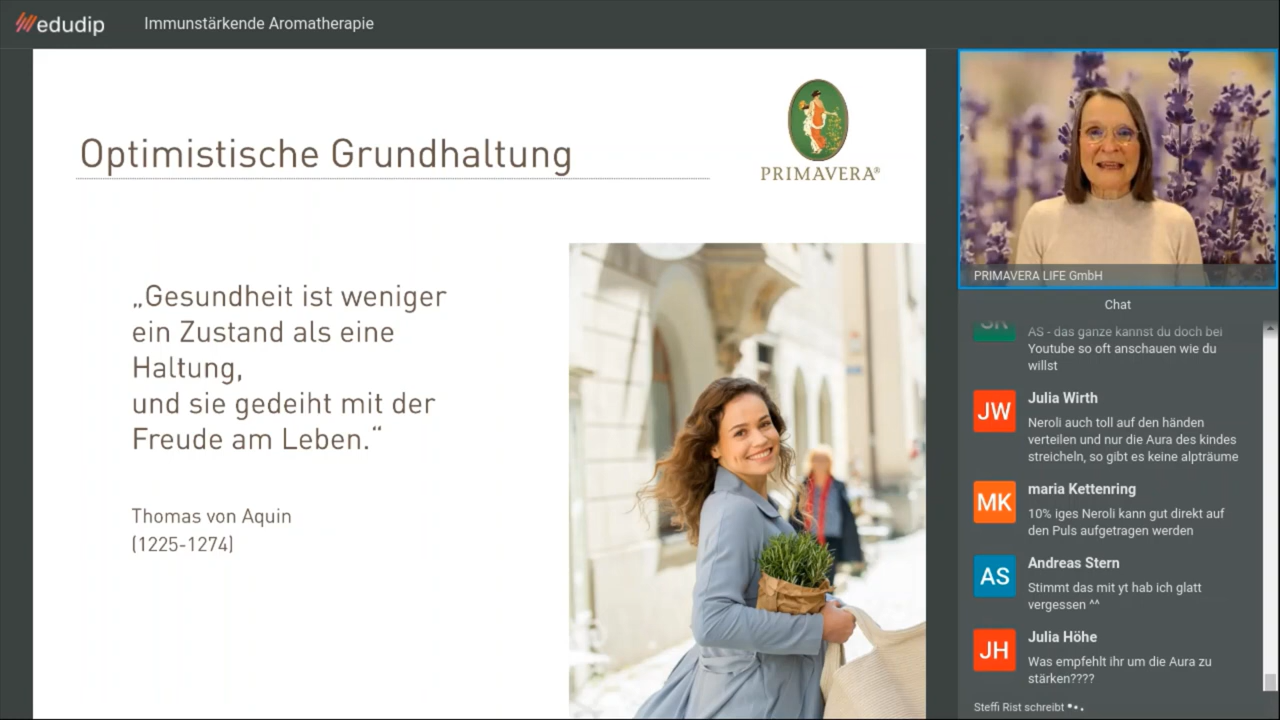 edudip
Immunstärkende Aromatherapie
Optimistische Grundhaltung
PRIMAVERA®
„Gesundheit ist weniger
ein Zustand als eine
Haltung,
und sie gedeiht mit der
Freude am Leben.“
Thomas von Aquin
(1225-1274)
PRIMAVERA LIFE GmbH
Chat
SR
AS - das ganze kannst du doch bei
Youtube so oft anschauen wie du
willst
JW
Julia Wirth
Neroli auch toll auf den händen
verteilen und nur die Aura des kindes
streicheln, so gibt es keine alpträume
MK
maria Kettenring
10% iges Neroli kann gut direkt auf
den Puls aufgetragen werden
AS
Andreas Stern
Stimmt das mit yt hab ich glatt
vergessen ^^
JH
Julia Höhe
Was empfehlt ihr um die Aura zu
stärken????
Steffi Rist schreibt